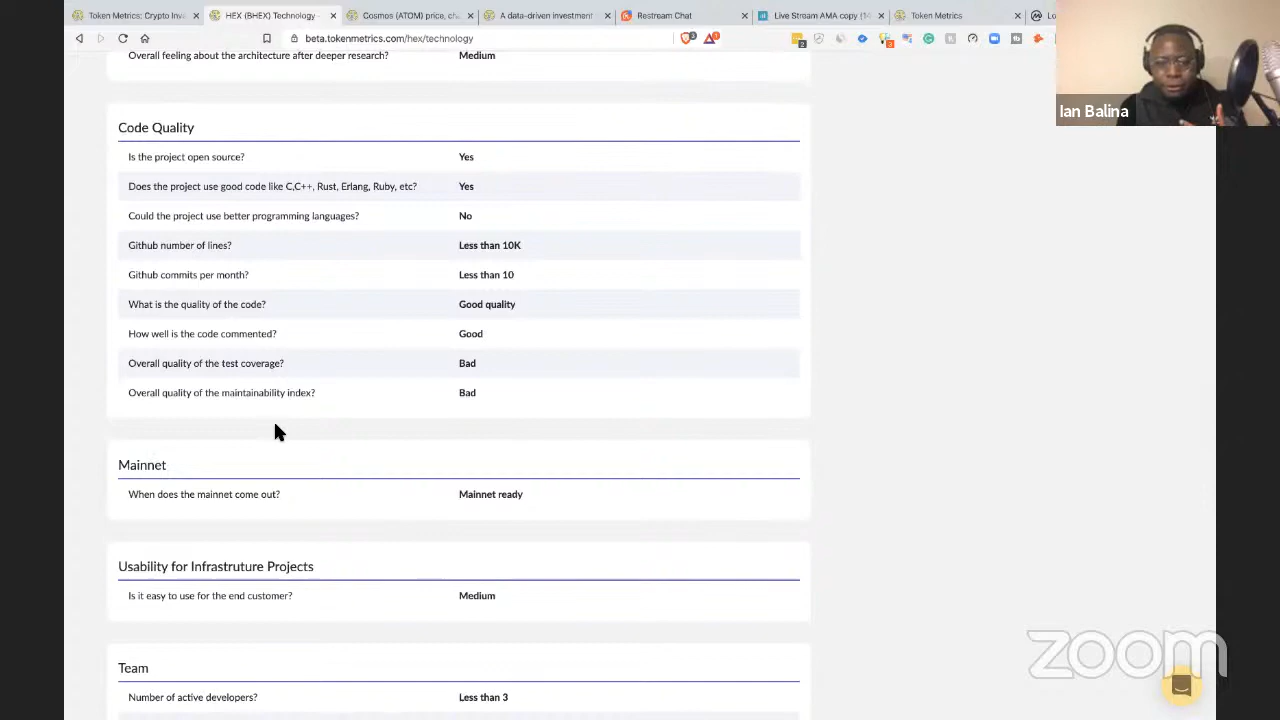 Token Metrics: Crypto Inve
HEX (BHEX) Technology -
Cosmos (ATOM) price, ch
A data-driven investment
Restream Chat
Live Stream AMA copy (1
Token Metrics
Lo
beta.tokenmetrics.com/hex/technology
Ian Balina
Overall feeling about the architecture after deeper research? Medium
Code Quality
Is the project open source? Yes
Does the project use good code like C,C++, Rust, Erlang, Ruby, etc? Yes
Could the project use better programming languages? No
Github number of lines? Less than 10K
Github commits per month? Less than 10
What is the quality of the code? Good quality
How well is the code commented? Good
Overall quality of the test coverage? Bad
Overall quality of the maintainability index? Bad
Mainnet
When does the mainnet come out? Mainnet ready
Usability for Infrastruture Projects
Is it easy to use for the end customer? Medium
Team
Number of active developers? Less than 3
zoom